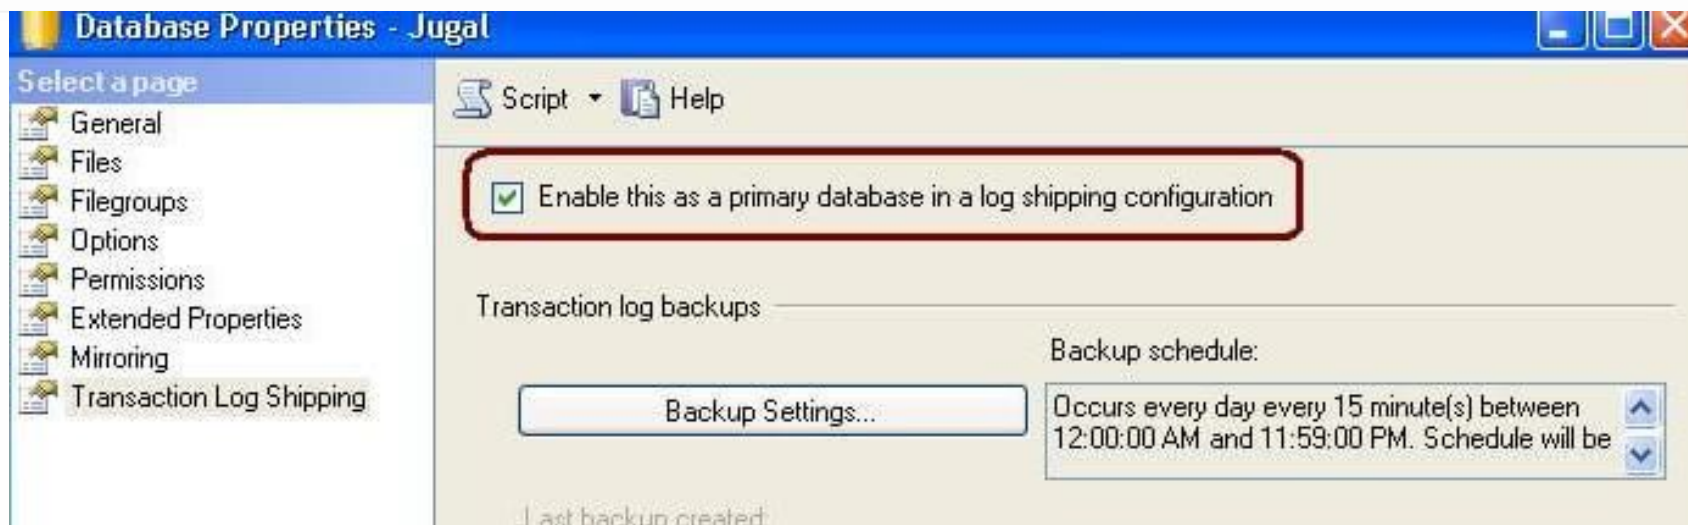 Database Properties - Jugal
Select a page
General
Files
Filegroups
Options
Permissions
Extended Properties
Mirroring
Transaction Log Shipping
Script
Help
Enable this as a primary database in a log shipping configuration
Transaction log backups
Backup schedule:
Backup Settings...
Occurs every day every 15 minute(s) between
12:00:00 AM and 11:59:00 PM. Schedule will be
Last backup created